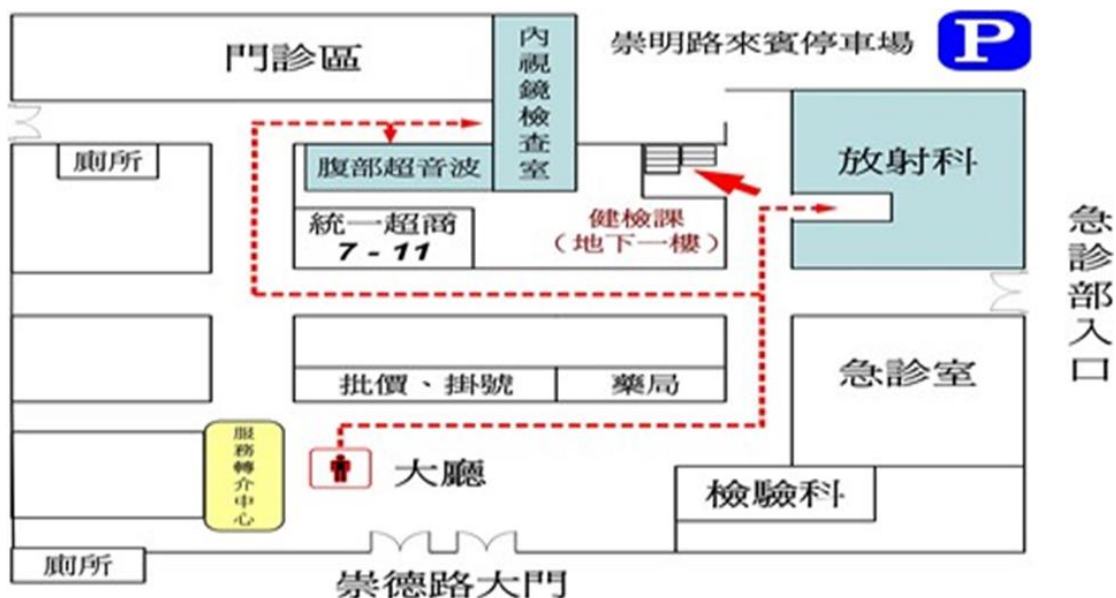 門診區
內視鏡檢查室
崇明路來賓停車場
P
廁所
腹部超音波
放射科
統一超商
7 - 11
健檢課
（地下一樓）
急診部入口
批價、掛號
藥局
急診室
服務轉介中心
大廳
檢驗科
廁所
崇德路大門